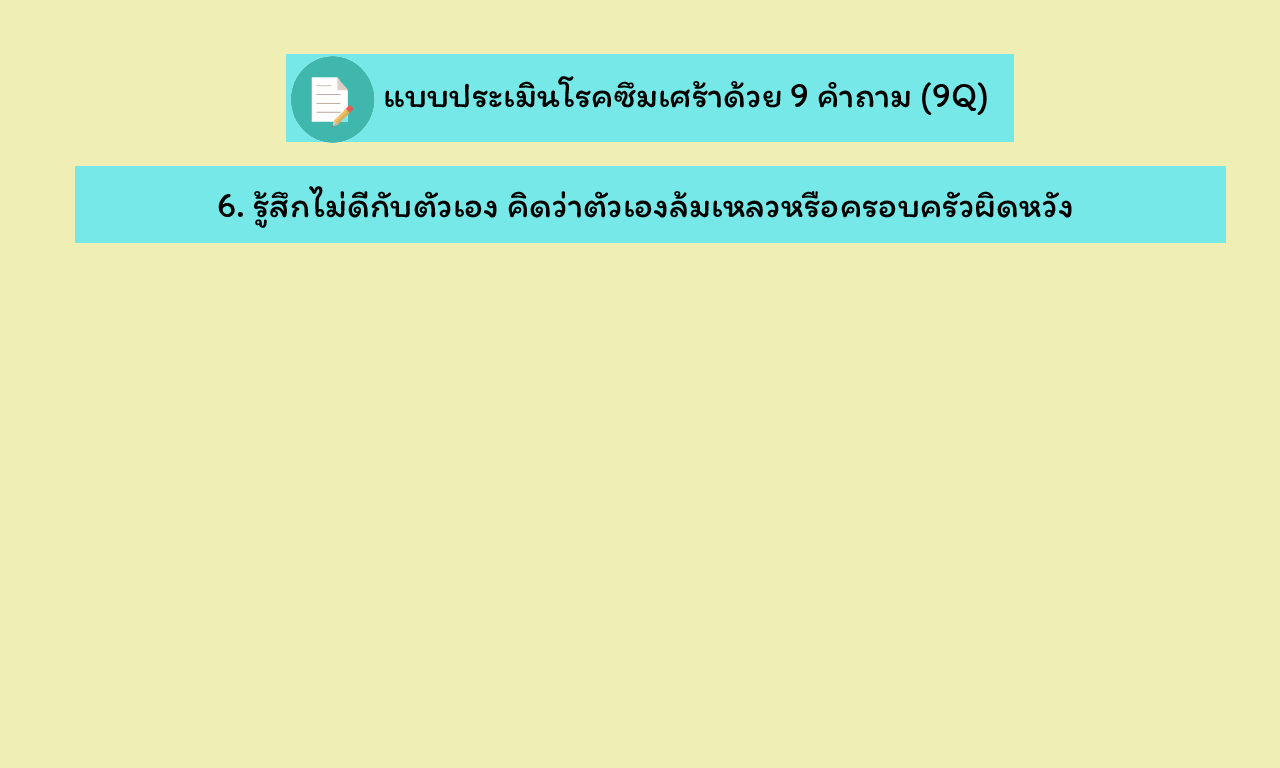 แบบประเมินโรคซึมเศร้าด้วย 9 คำถาม (9Q)
6. รู้สึกไม่ดีกับตัวเอง คิดว่าตัวเองล้มเหลวหรือครอบครัวผิดหวัง